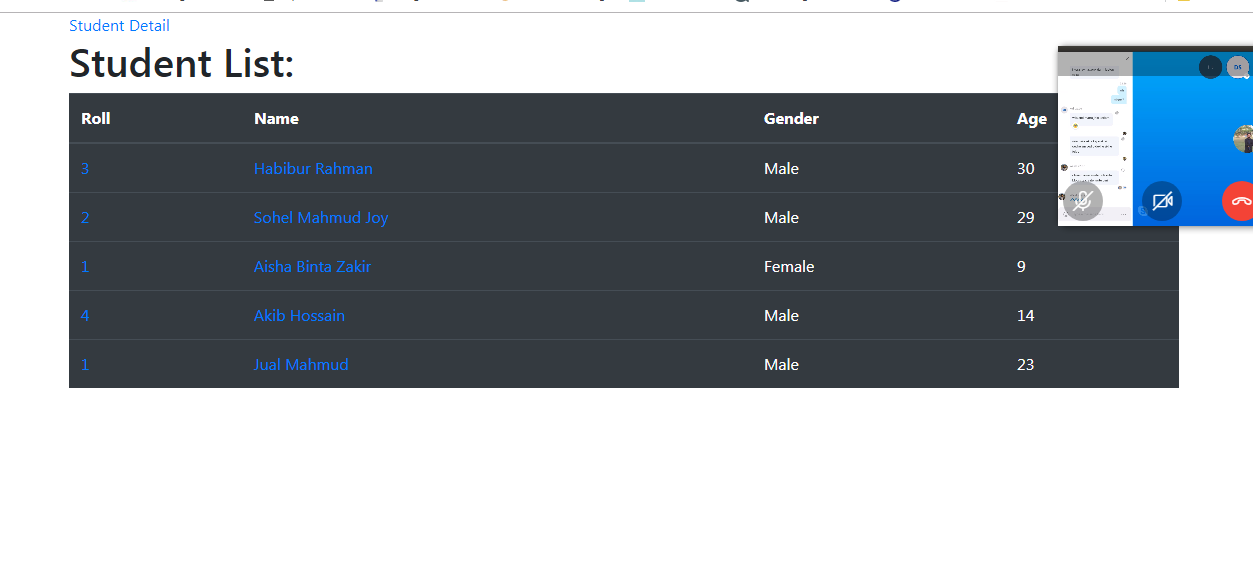 Student Detail
Student List:
Roll Name Gender Age
3 Habibur Rahman Male 30
2 Sohel Mahmud Joy Male 29
1 Aisha Binta Zakir Female 9
4 Akib Hossain Male 14
1 Jual Mahmud Male 23
DS